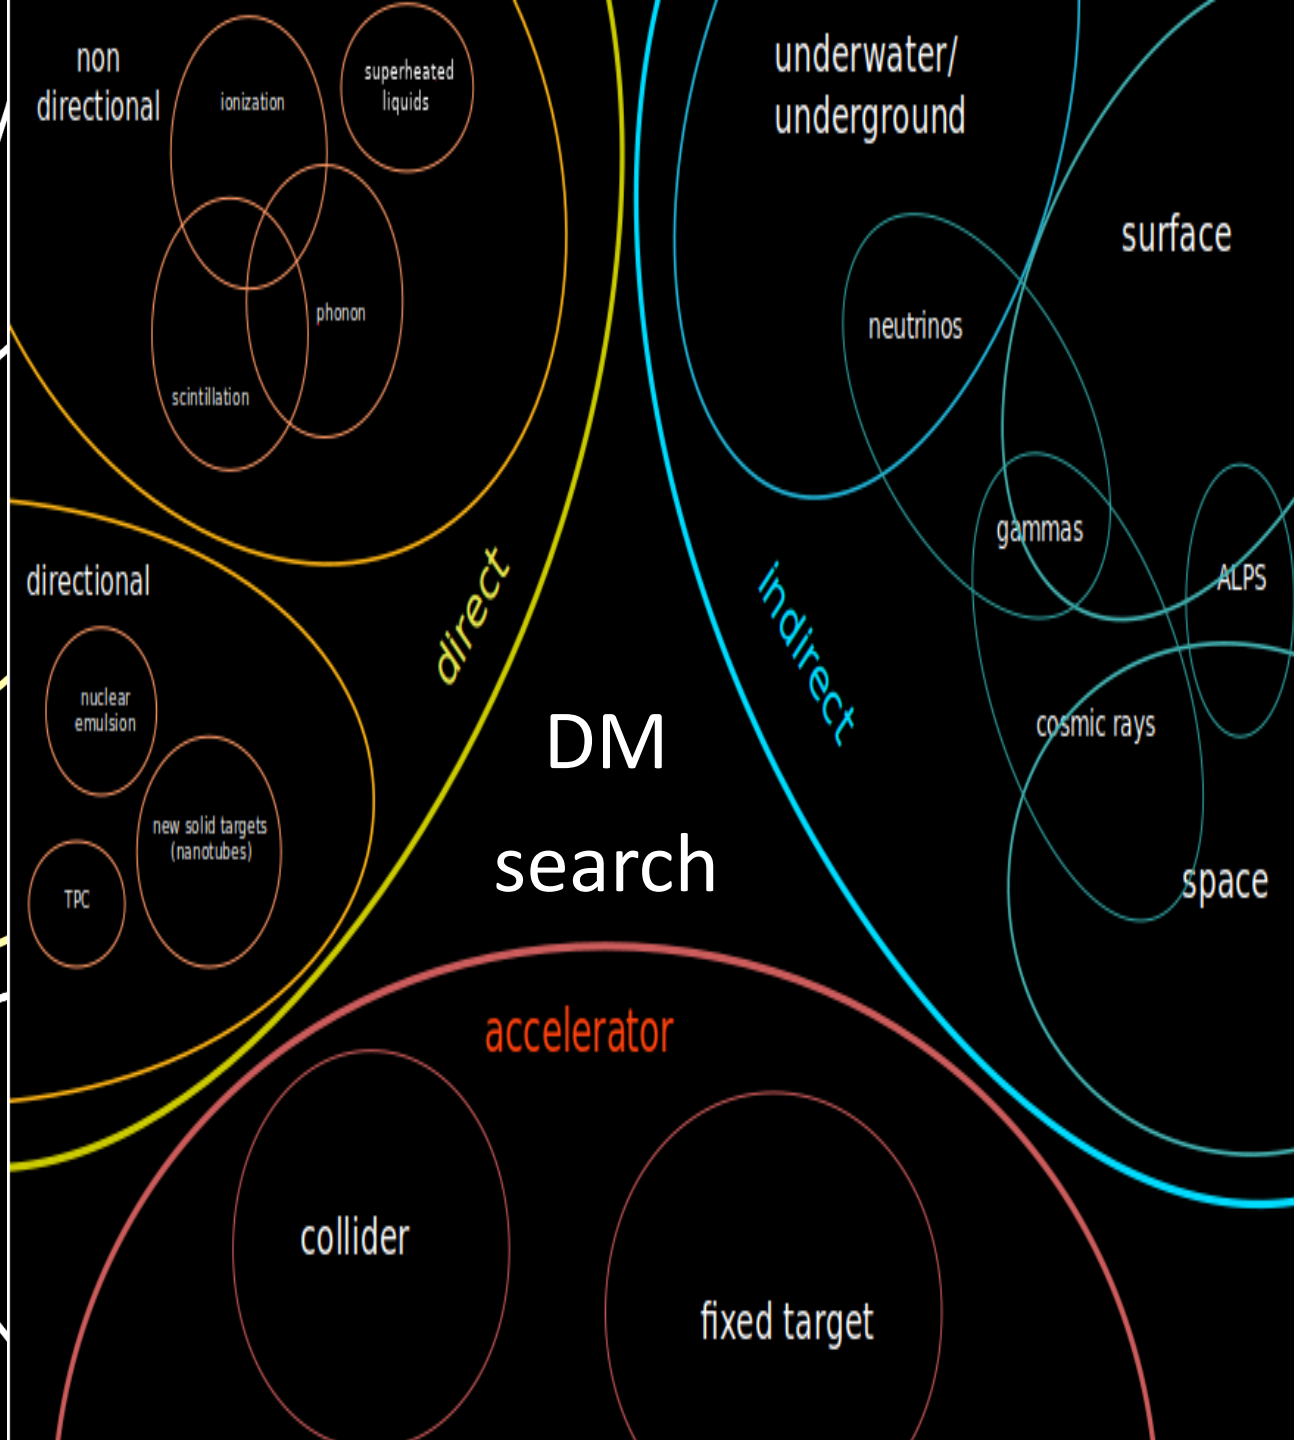 non
directional
ionization
superheated
liquids
phonon
scintillation
directional
nuclear
emulsion
new solid targets
(nanotubes)
TPC
direct
underwater/
underground
surface
neutrinos
gammas
ALPS
cosmic rays
space
indirect
DM
search
accelerator
collider
fixed target